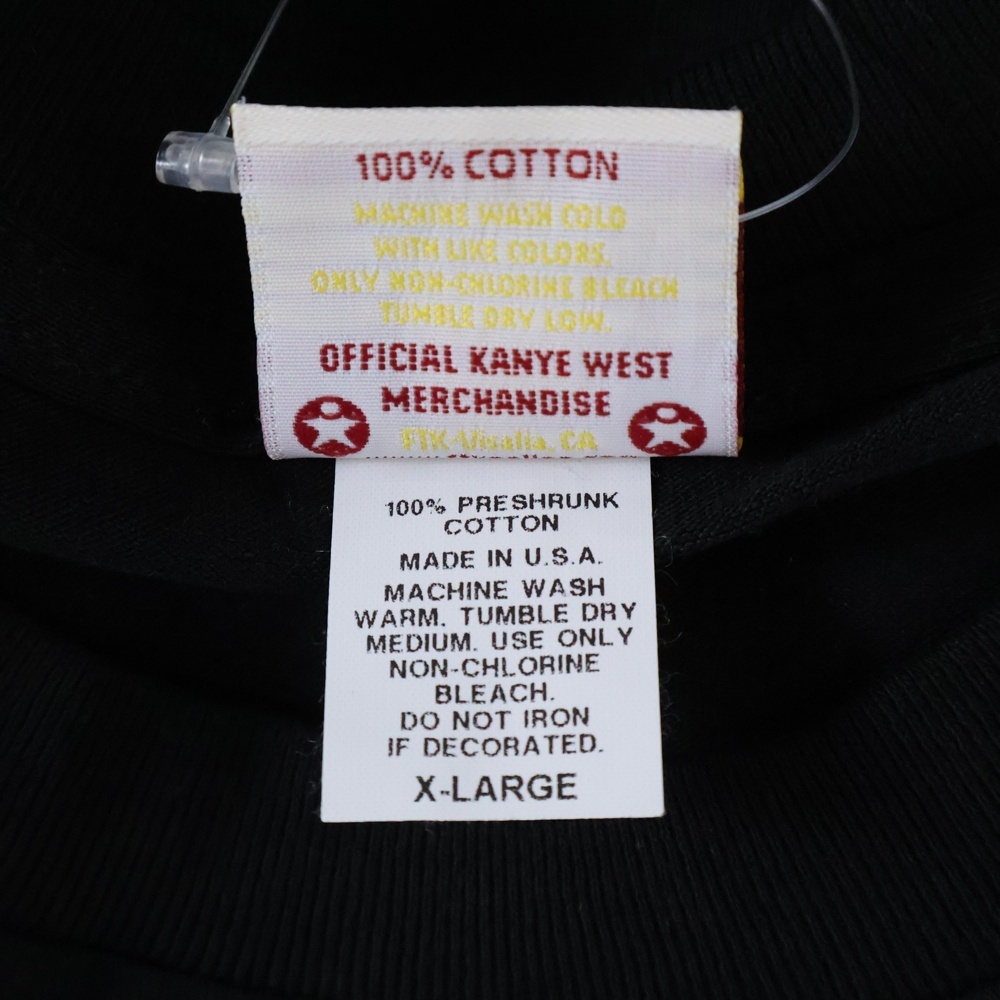 100% COTTON
MACHINE WASH COLD
WITH LIKE COLORS.
ONLY NON-CHLORINE BLEACH
TUMBLE DRY LOW.
OFFICIAL KANYE WEST
MERCHANDISE
FTK-Visalia, CA
100% PRESHRUNK
COTTON
MADE IN U.S.A.
MACHINE WASH
WARM. TUMBLE DRY
MEDIUM. USE ONLY
NON-CHLORINE
BLEACH.
DO NOT IRON
IF DECORATED.
X-LARGE